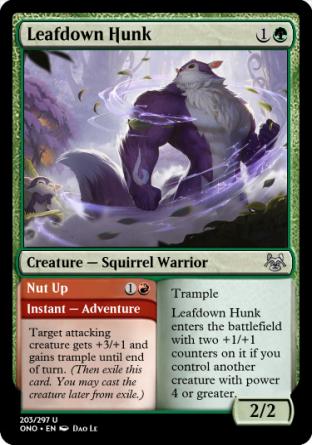 Leafdown Hunk 1
Creature — Squirrel Warrior
Nut Up 1
Instant — Adventure
Target attacking
creature gets +3/+1 and
gains trample until
end of turn. (Then exile
this card. You may cast
the creature later from exile.)
Trample
Leafdown Hunk
enters the battlefield
with two +1/+1
counters on it if you
control another
creature with power
4 or greater.
2/2
203/297 U
ONO • EN Dao Le